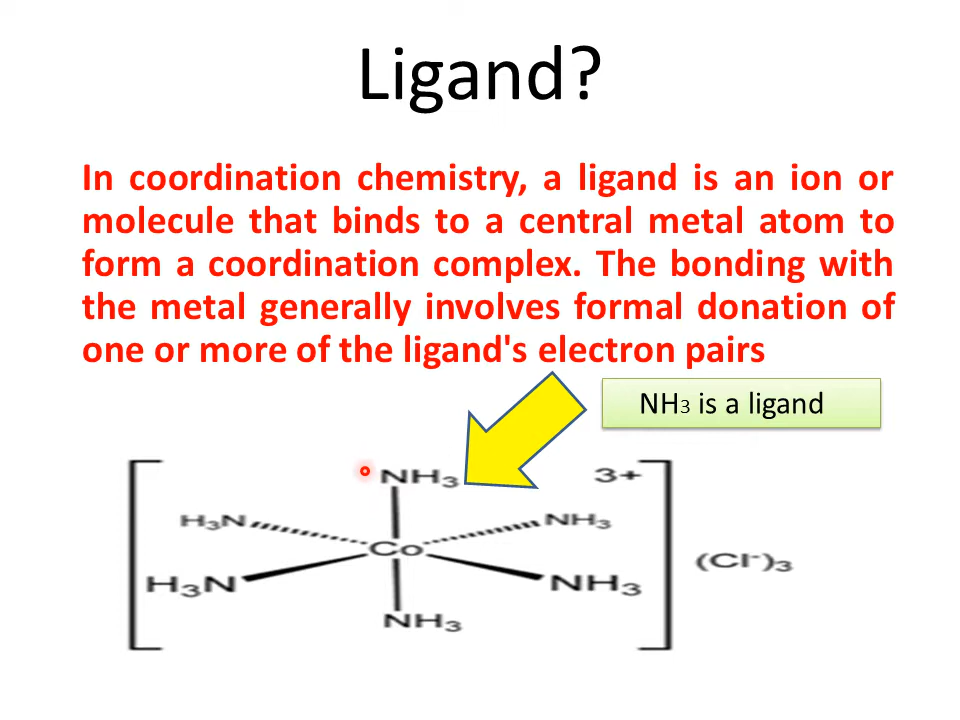 Ligand?
In coordination chemistry, a ligand is an ion or
molecule that binds to a central metal atom to
form a coordination complex. The bonding with
the metal generally involves formal donation of
one or more of the ligand's electron pairs
NH3 is a ligand
NH3
3+
H3N
NH3
Co
(Cl-)3
H3N
NH3
NH3